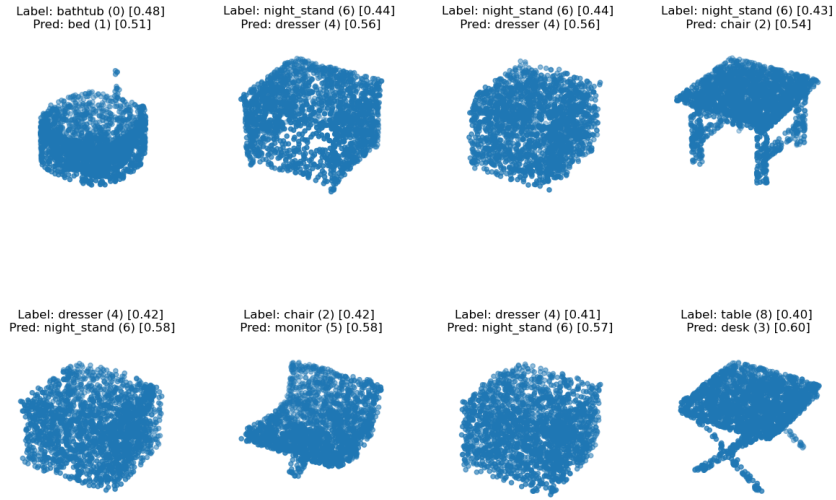 Label: bathtub (0) [0.48]
Pred: bed (1) [0.51]
Label: night_stand (6) [0.44]
Pred: dresser (4) [0.56]
Label: night_stand (6) [0.44]
Pred: dresser (4) [0.56]
Label: night_stand (6) [0.43]
Pred: chair (2) [0.54]
Label: dresser (4) [0.42]
Pred: night_stand (6) [0.58]
Label: chair (2) [0.42]
Pred: monitor (5) [0.58]
Label: dresser (4) [0.41]
Pred: night_stand (6) [0.57]
Label: table (8) [0.40]
Pred: desk (3) [0.60]